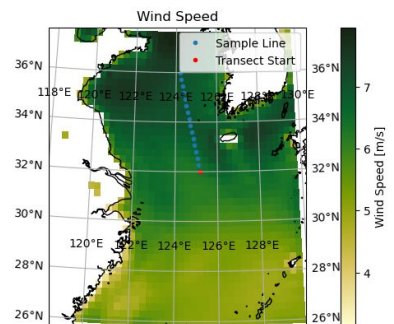 Wind Speed
Sample Line
Transect Start
36°N
36°N
118°E 120°E 122°E 124°E 128°E 130°E
34°N
34°N
32°N
32°N
30°N
30°N
120°E 122°E 124°E 126°E 128°E
28°N
28°N
26°N
26°N
7
6
5
4
Wind Speed [m/s]